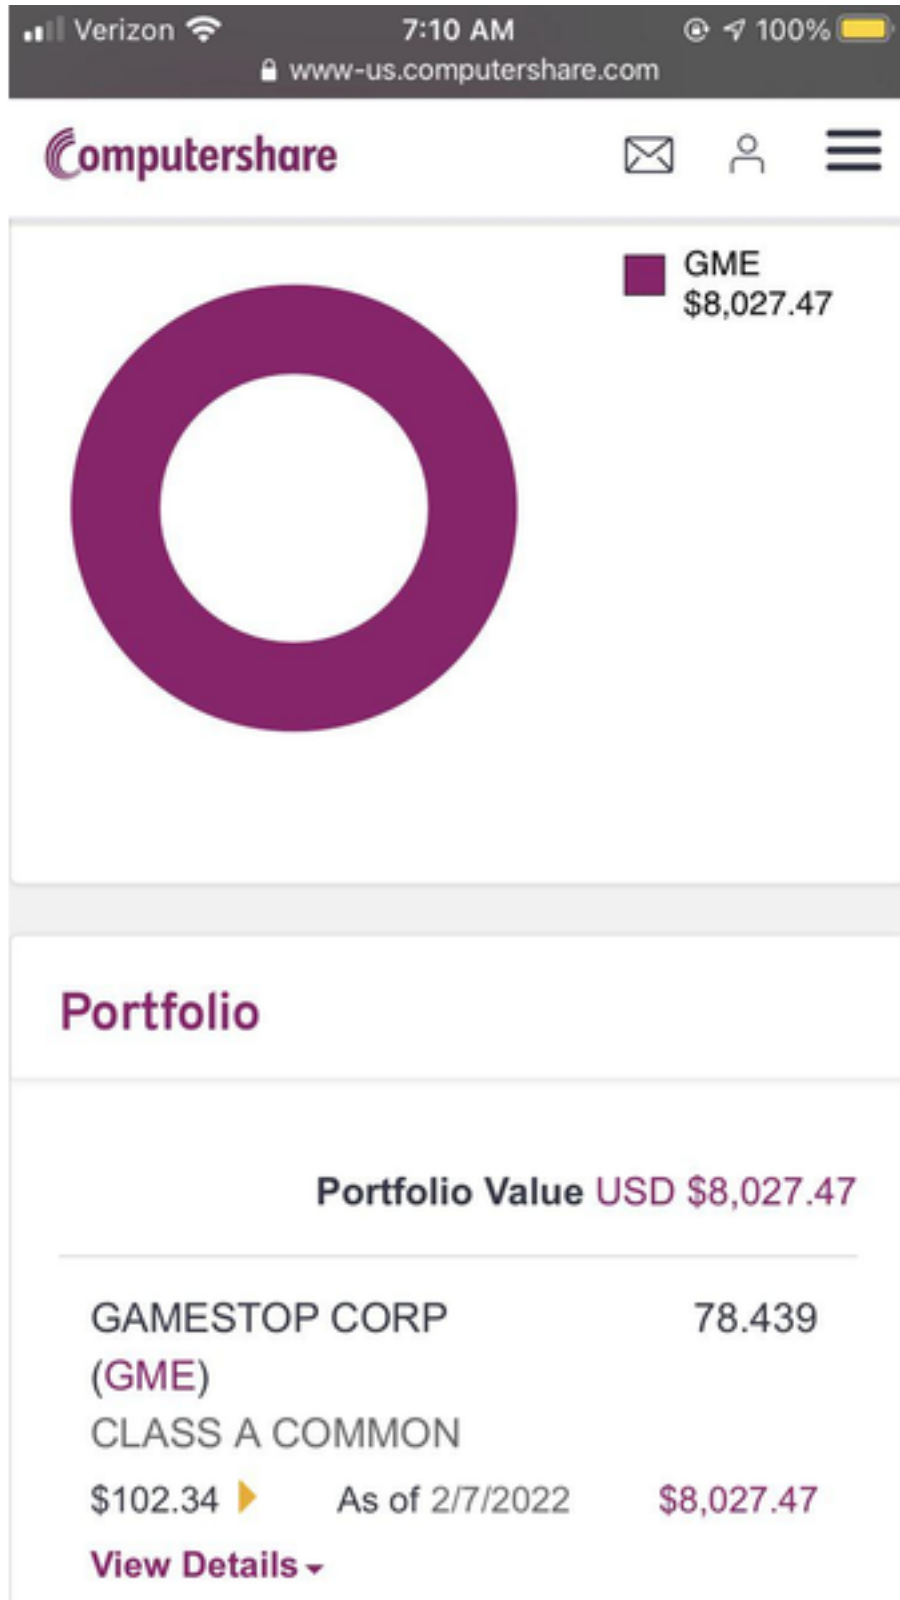 Verizon 7:10 AM 100%
www-us.computershare.com
Computershare
GME
$8,027.47
Portfolio
Portfolio Value USD $8,027.47
GAMESTOP CORP 78.439
(GME)
CLASS A COMMON
$102.34 As of 2/7/2022 $8,027.47
View Details